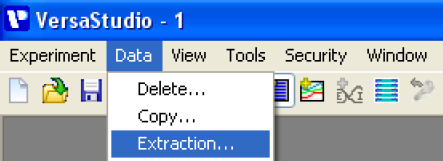 VersaStudio - 1
Experiment Data View Tools Security Window
Delete...
Copy...
Extraction...